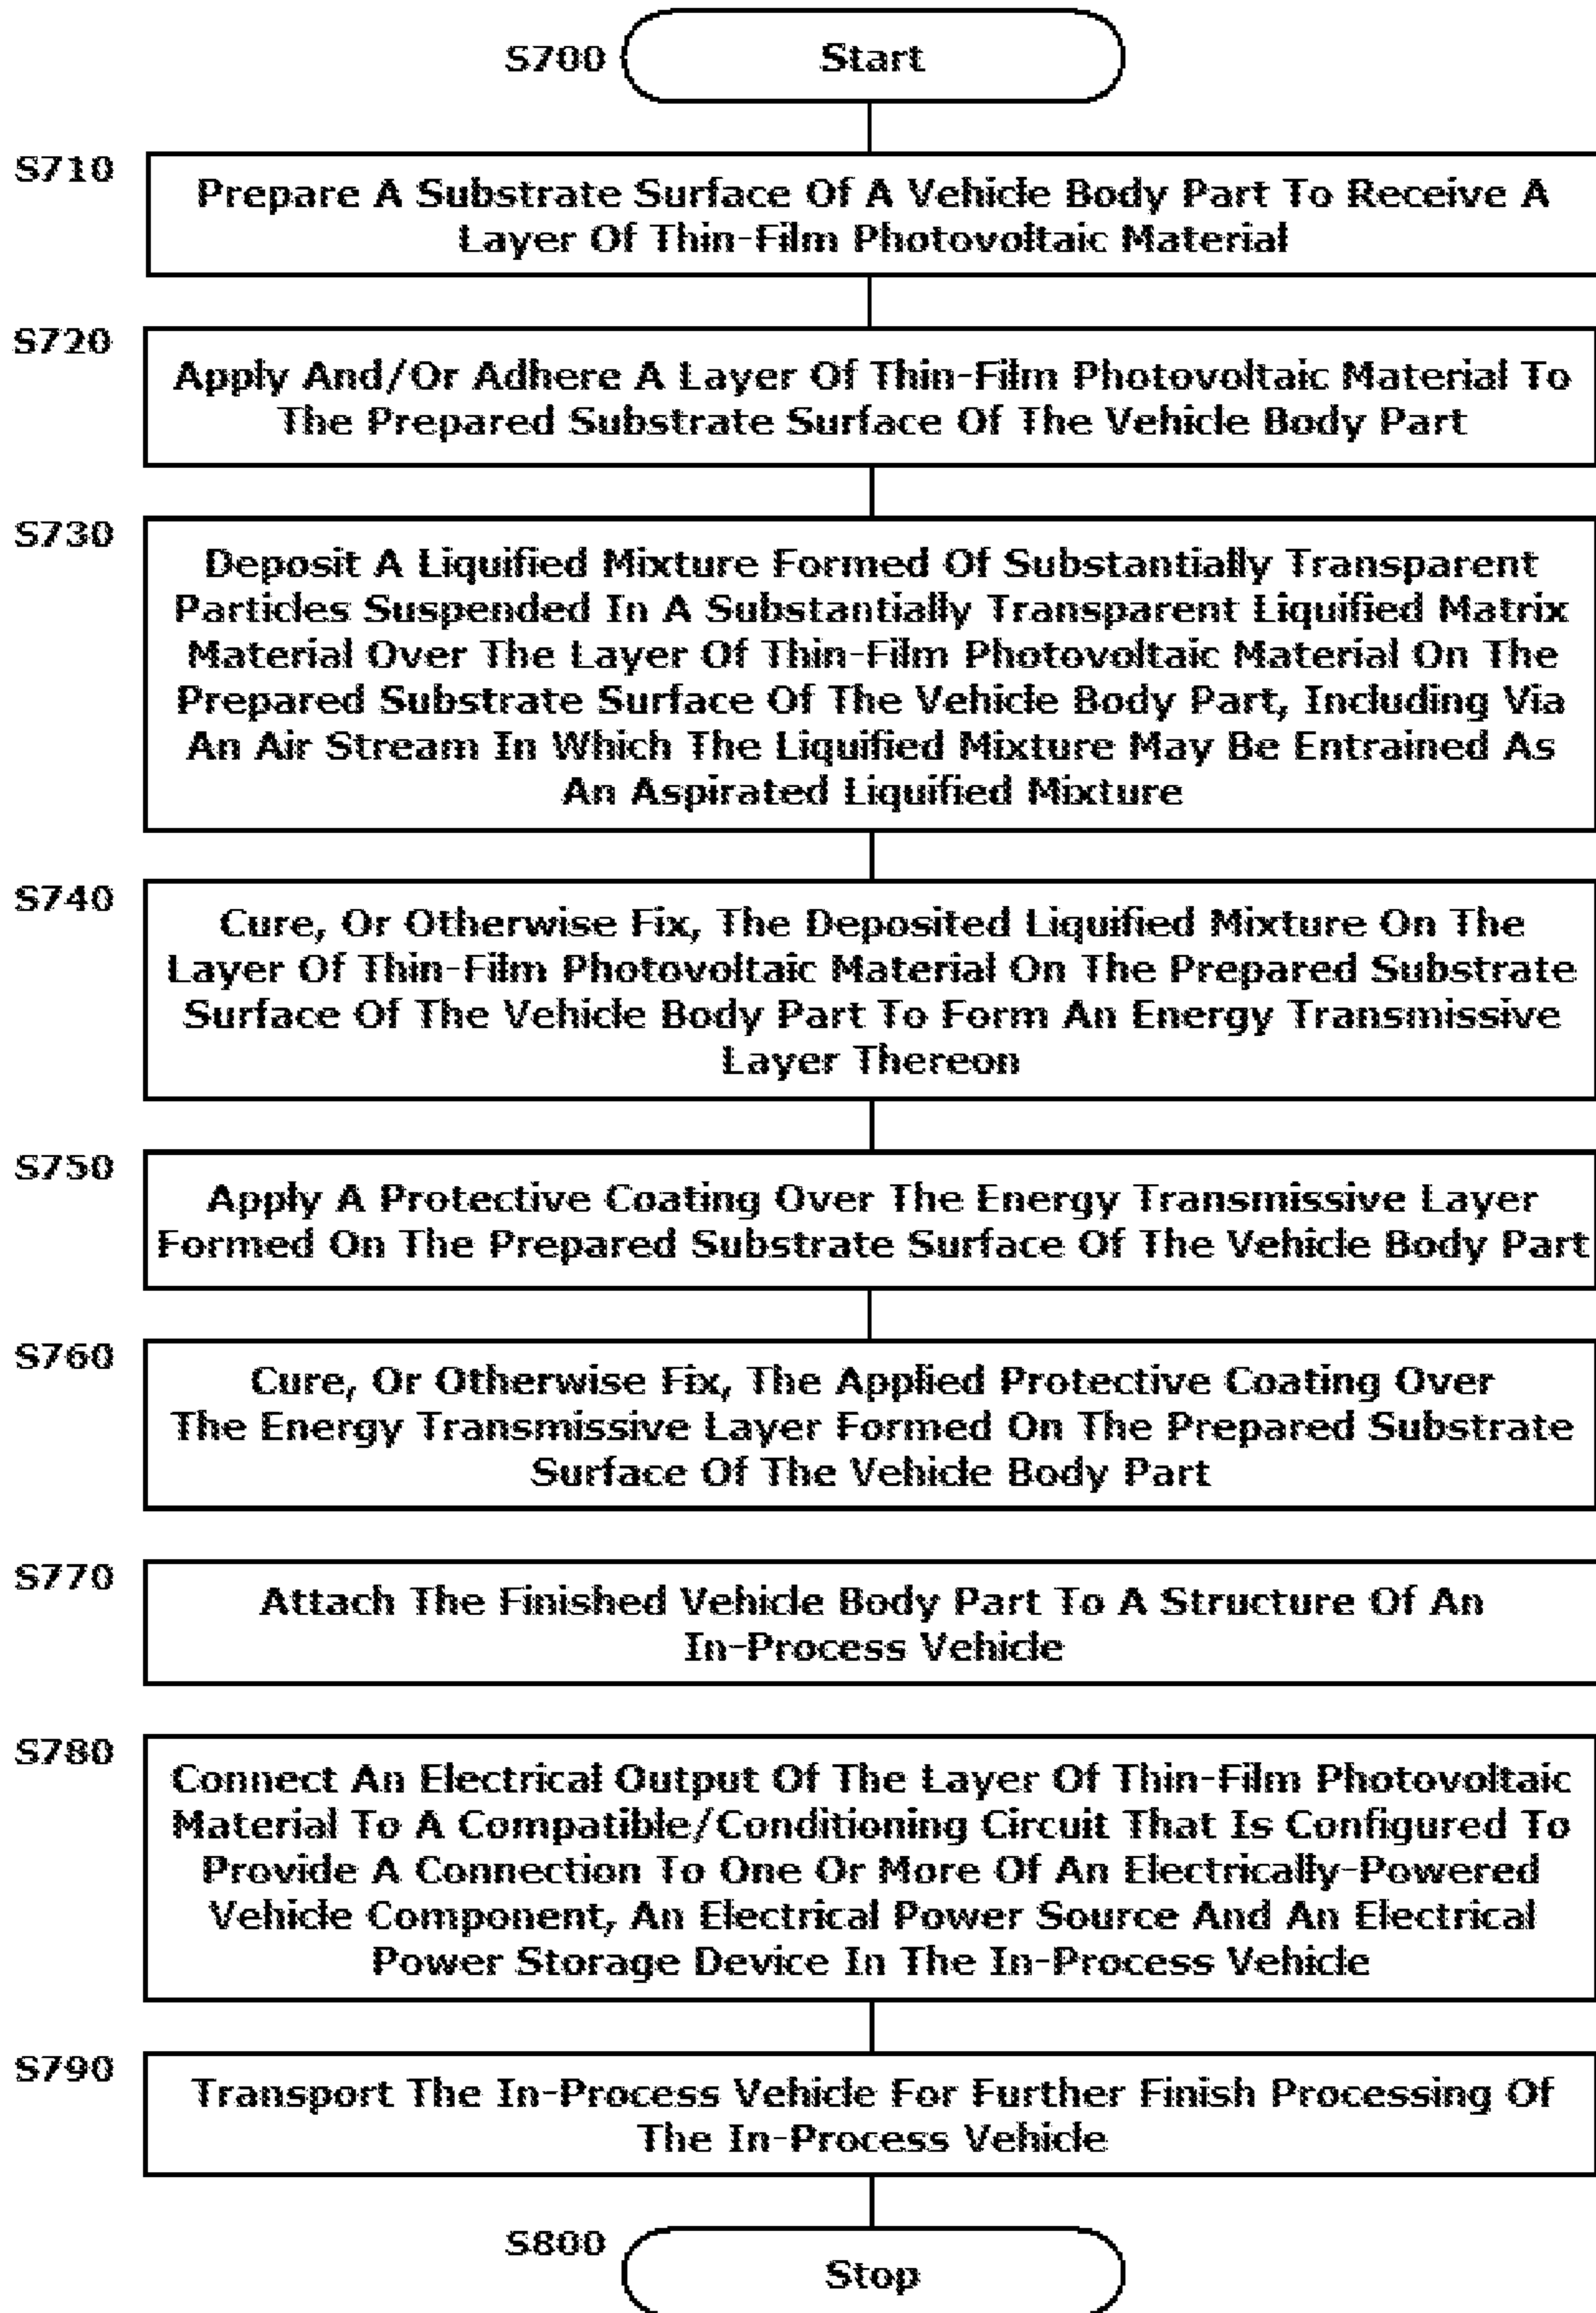 S700 Start
S710
Prepare A Substrate Surface Of A Vehicle Body Part To Receive A
Layer Of Thin-Film Photovoltaic Material
S720
Apply And/Or Adhere A Layer Of Thin-Film Photovoltaic Material To
The Prepared Substrate Surface Of The Vehicle Body Part
S730
Deposit A Liquified Mixture Formed Of Substantially Transparent
Particles Suspended In A Substantially Transparent Liquified Matrix
Material Over The Layer Of Thin-Film Photovoltaic Material On The
Prepared Substrate Surface Of The Vehicle Body Part, Including Via
An Air Stream In Which The Liquified Mixture May Be Entrained As
An Aspirated Liquified Mixture
S740
Cure, Or Otherwise Fix, The Deposited Liquified Mixture On The
Layer Of Thin-Film Photovoltaic Material On The Prepared Substrate
Surface Of The Vehicle Body Part To Form An Energy Transmissive
Layer Thereon
S750
Apply A Protective Coating Over The Energy Transmissive Layer
Formed On The Prepared Substrate Surface Of The Vehicle Body Part
S760
Cure, Or Otherwise Fix, The Applied Protective Coating Over
The Energy Transmissive Layer Formed On The Prepared Substrate
Surface Of The Vehicle Body Part
S770
Attach The Finished Vehicle Body Part To A Structure Of An
In-Process Vehicle
S780
Connect An Electrical Output Of The Layer Of Thin-Film Photovoltaic
Material To A Compatible/Conditioning Circuit That Is Configured To
Provide A Connection To One Or More Of An Electrically-Powered
Vehicle Component, An Electrical Power Source And An Electrical
Power Storage Device In The In-Process Vehicle
S790
Transport The In-Process Vehicle For Further Finish Processing Of
The In-Process Vehicle
S800
Stop